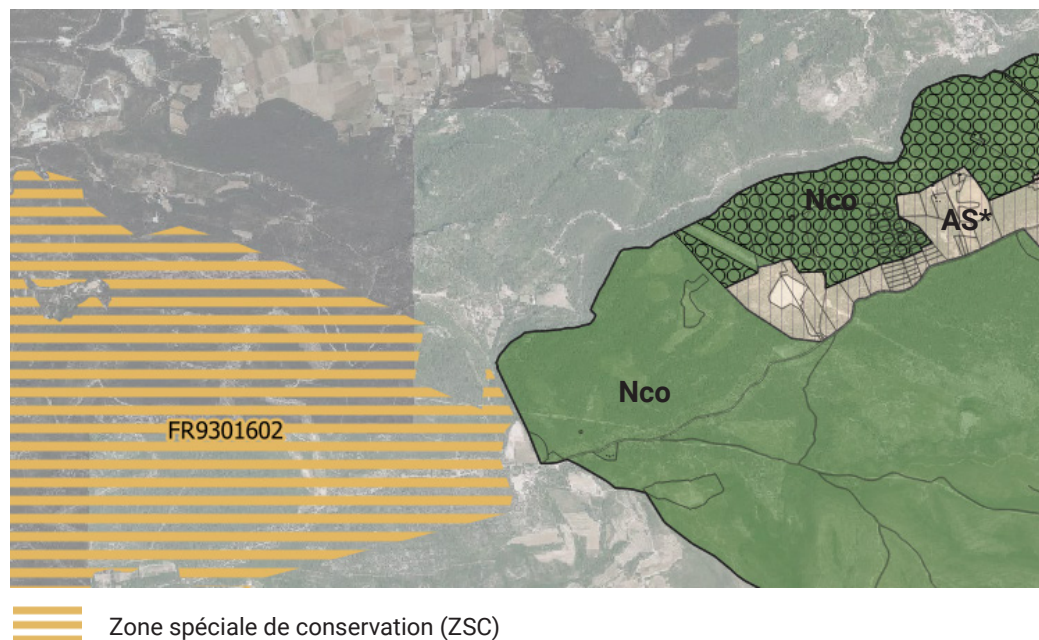 Nco
AS*
Nco
FR9301602
Zone spéciale de conservation (ZSC)